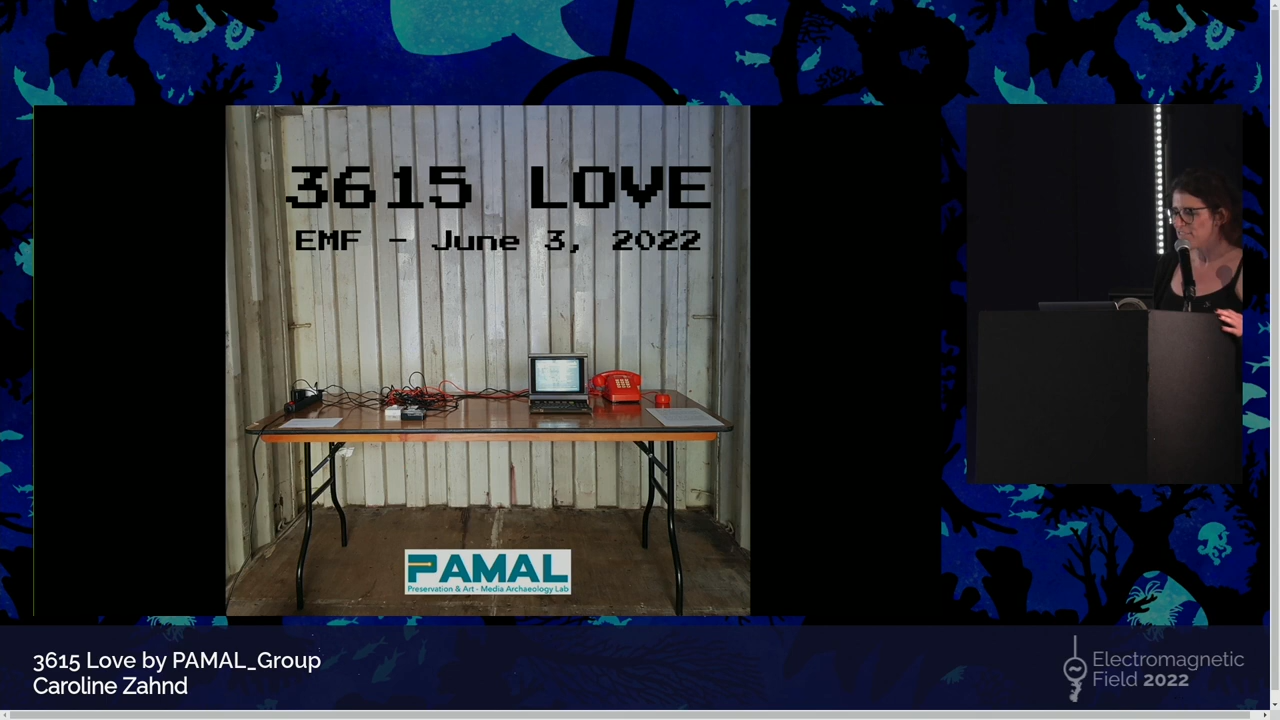 3615 LOVE
EMF - June 3, 2022
PAMAL
Preservation & Art - Media Archaeology Lab
3615 Love by PAMAL_Group
Caroline Zahnd
Electromagnetic
Field 2022